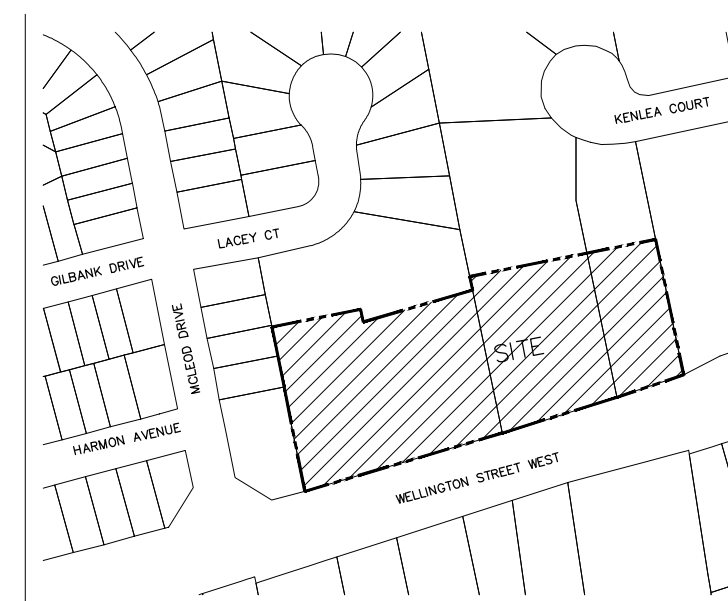 KENLEA COURT
LACEY CT
GILBANK DRIVE
MCLEOD DRIVE
SITE
HARMON AVENUE
WELLINGTON STREET WEST